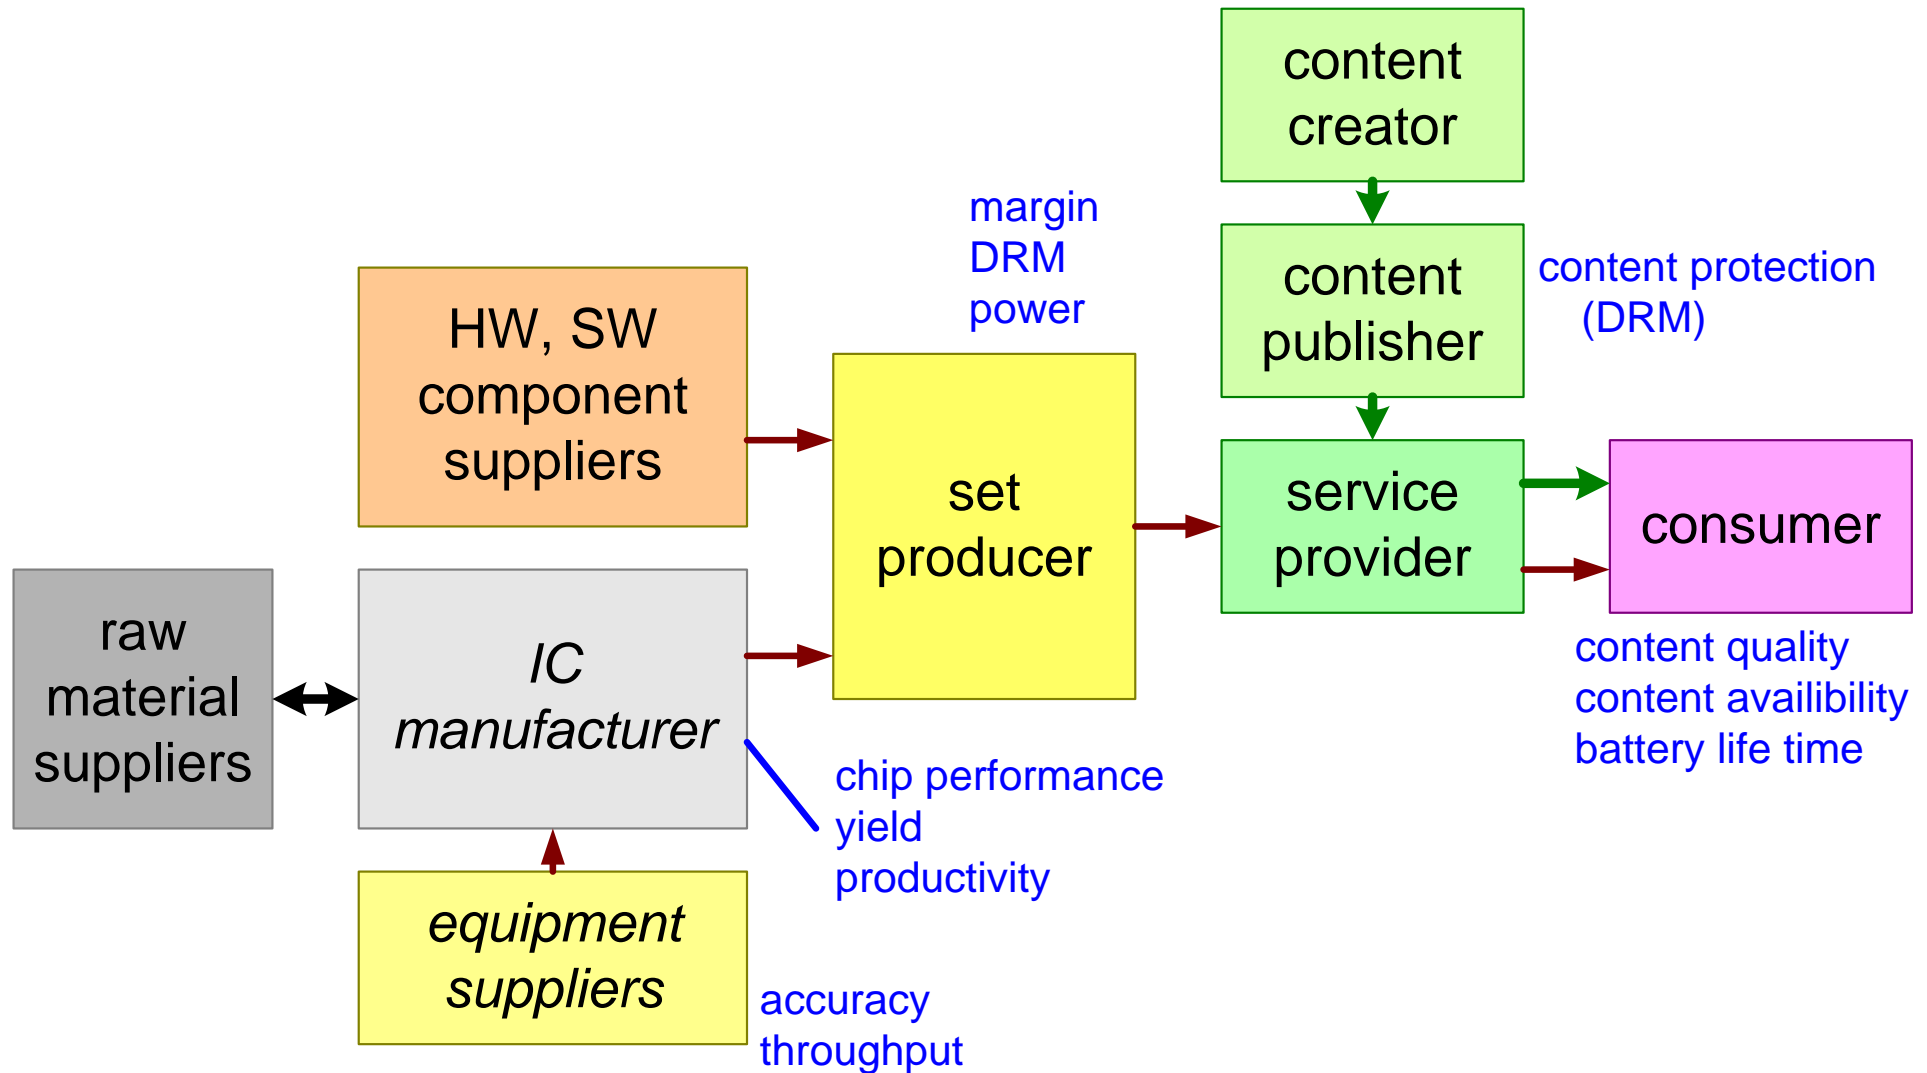 content
creator
margin
DRM
power
content
publisher
content protection
(DRM)
HW, SW
component
suppliers
set
producer
service
provider
consumer
raw
material
suppliers
IC
manufacturer
content quality
content availibility
battery life time
chip performance
yield
productivity
equipment
suppliers
accuracy
throughput